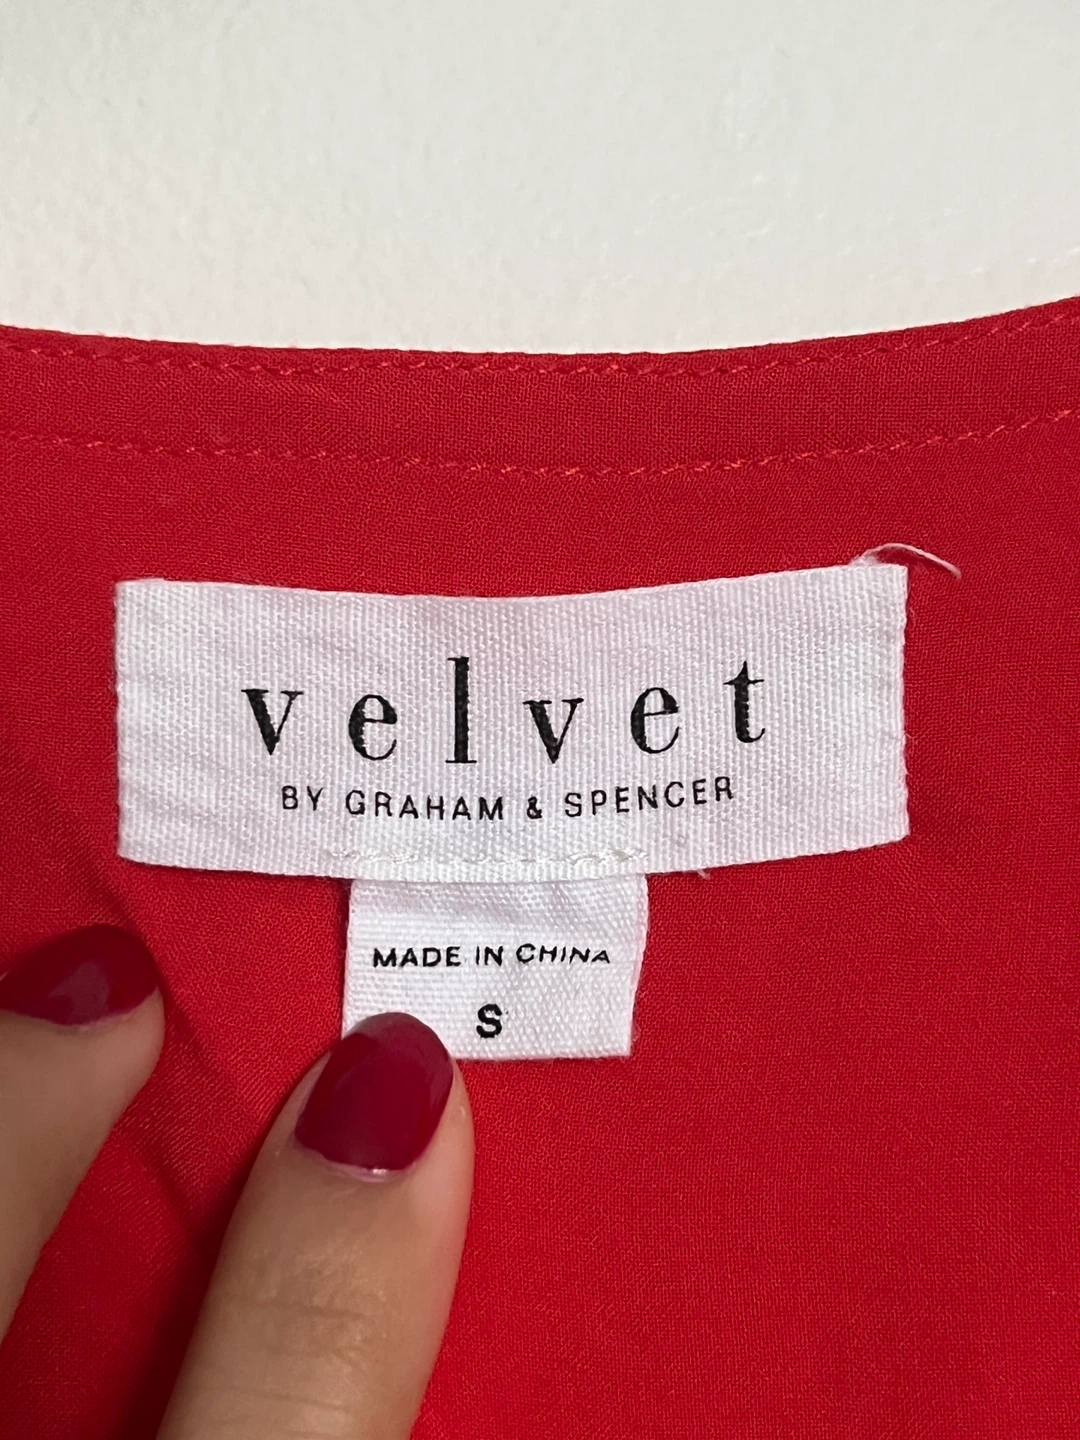 velvet
BY GRAHAM & SPENCER
MADE IN CHINA
S